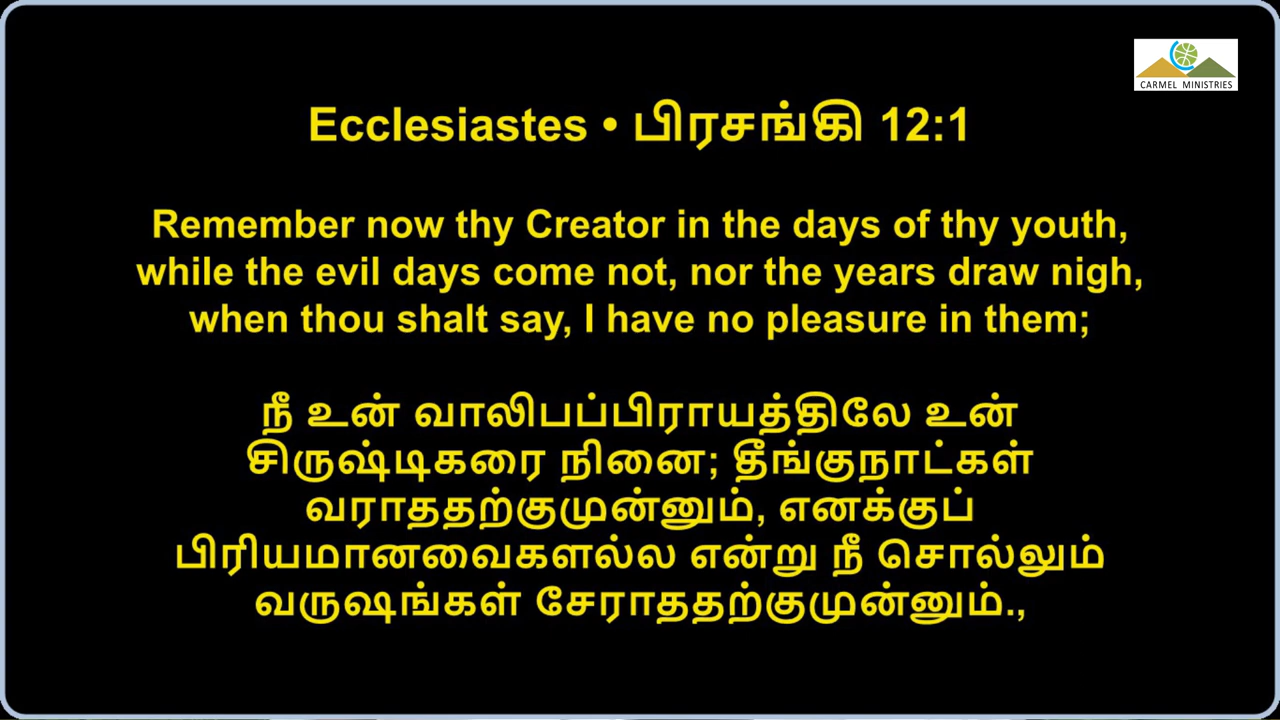 CARMEL MINISTRIES
Ecclesiastes • பிரசங்கி 12:1
Remember now thy Creator in the days of thy youth,
while the evil days come not, nor the years draw nigh,
when thou shalt say, I have no pleasure in them;
நீ உன் வாலிபப்பிராயத்திலே உன்
சிருஷ்டிகரை நினை; தீங்குநாட்கள்
வராததற்குமுன்னும், எனக்குப்
பிரியமானவைகளல்ல என்று நீ சொல்லும்
வருஷங்கள் சேராததற்குமுன்னும்.,